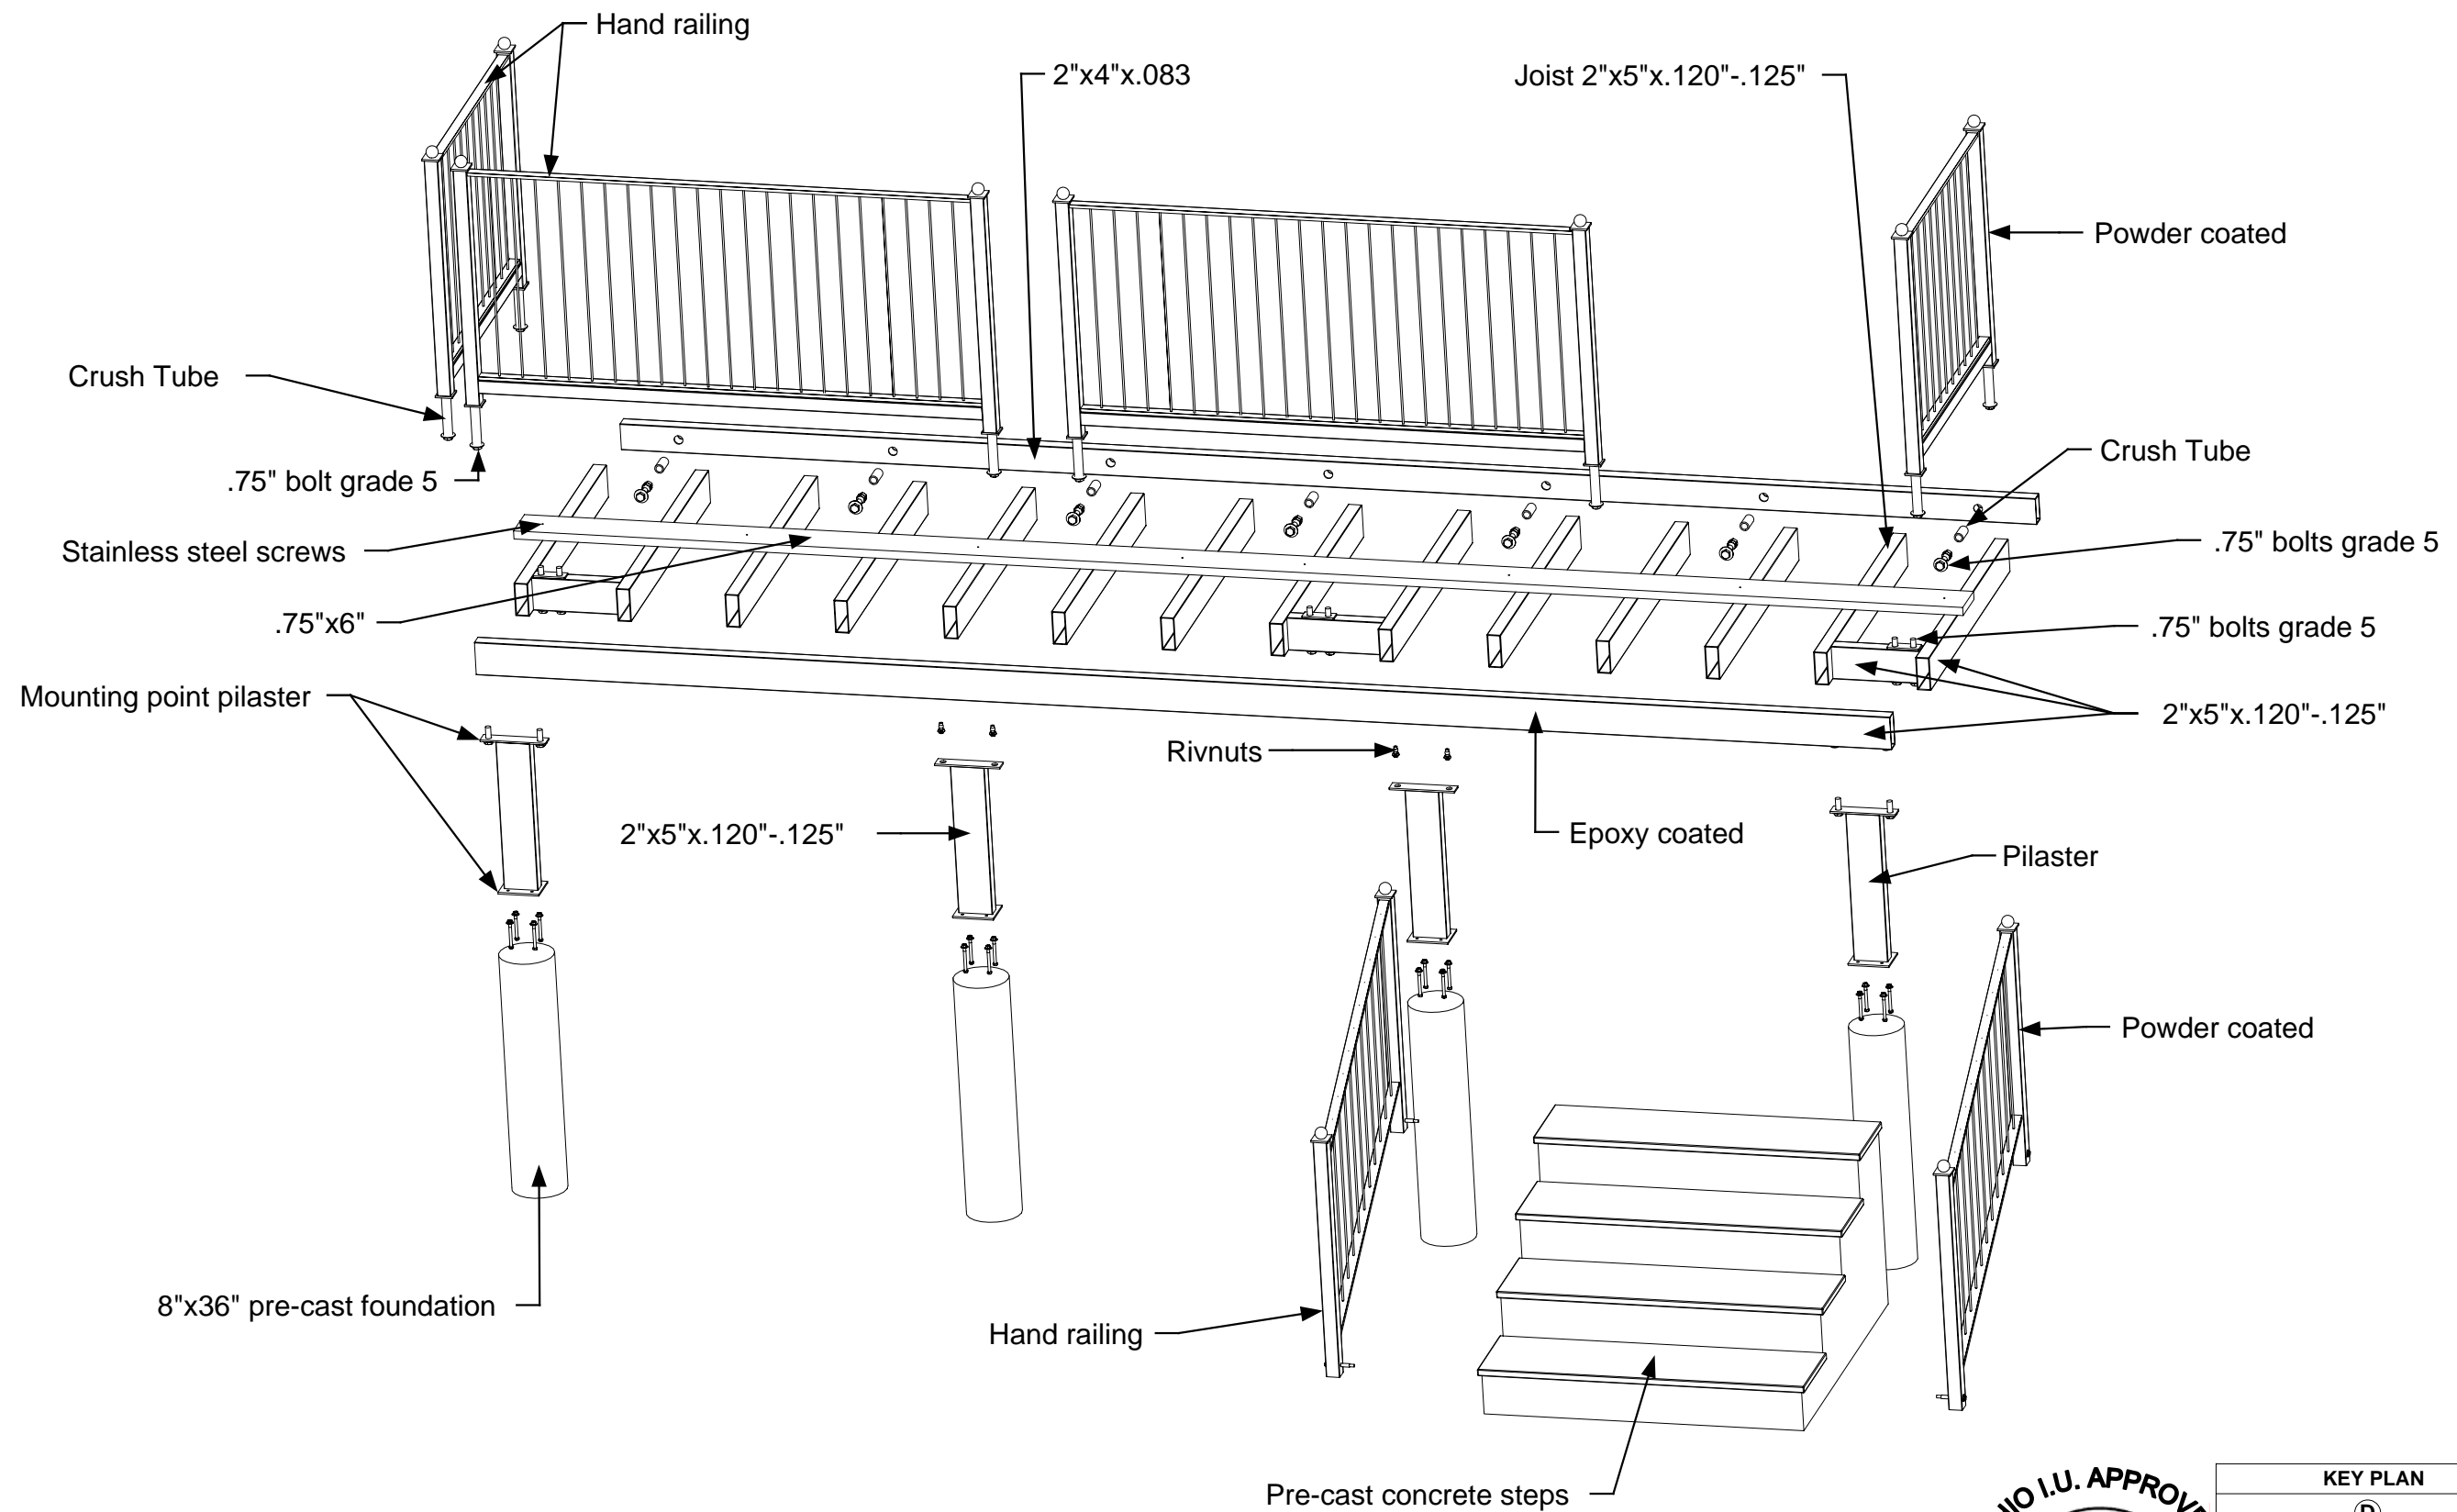 Hand railing
2"x4"x.083
Joist 2"x5"x.120"-.125"
Powder coated
Crush Tube
.75" bolt grade 5
Crush Tube
Stainless steel screws
.75" bolts grade 5
.75"x6"
.75" bolts grade 5
Mounting point pilaster
2"x5"x.120"-.125"
Rivnuts
2"x5"x.120"-.125"
Epoxy coated
Pilaster
Powder coated
8"x36" pre-cast foundation
Hand railing
Pre-cast concrete steps
I.U. APPROV
KEY PLAN